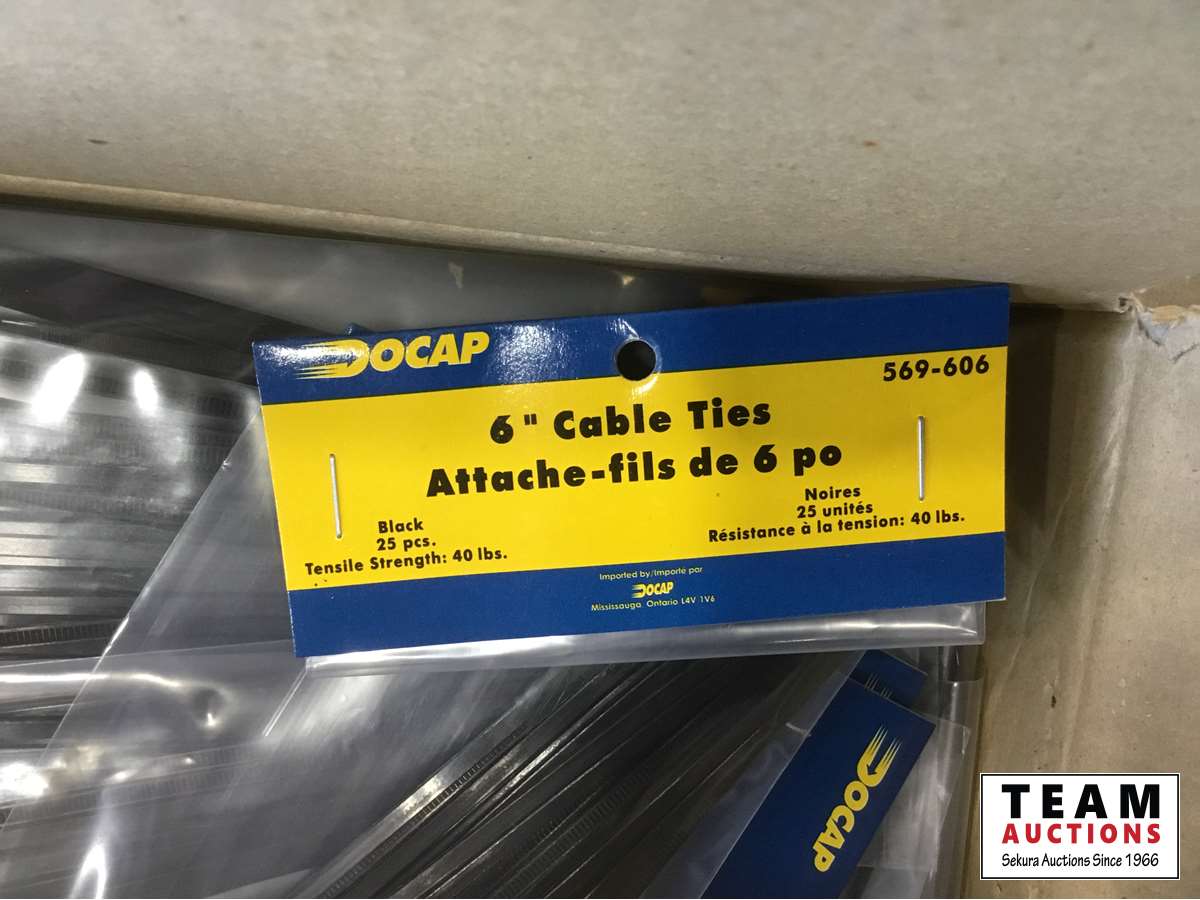 DOCAP
569-606
6" Cable Ties
Attache-fils de 6 po
Black
25 pcs.
Tensile Strength: 40 lbs.
Noires
25 unités
Résistance à la tension: 40 lbs.
Imported by/Importé par
DOCAP
Mississauga, Ontario L4V 1V6
DOCAP
TEAM
AUCTIONS
Sekura Auctions Since 1966